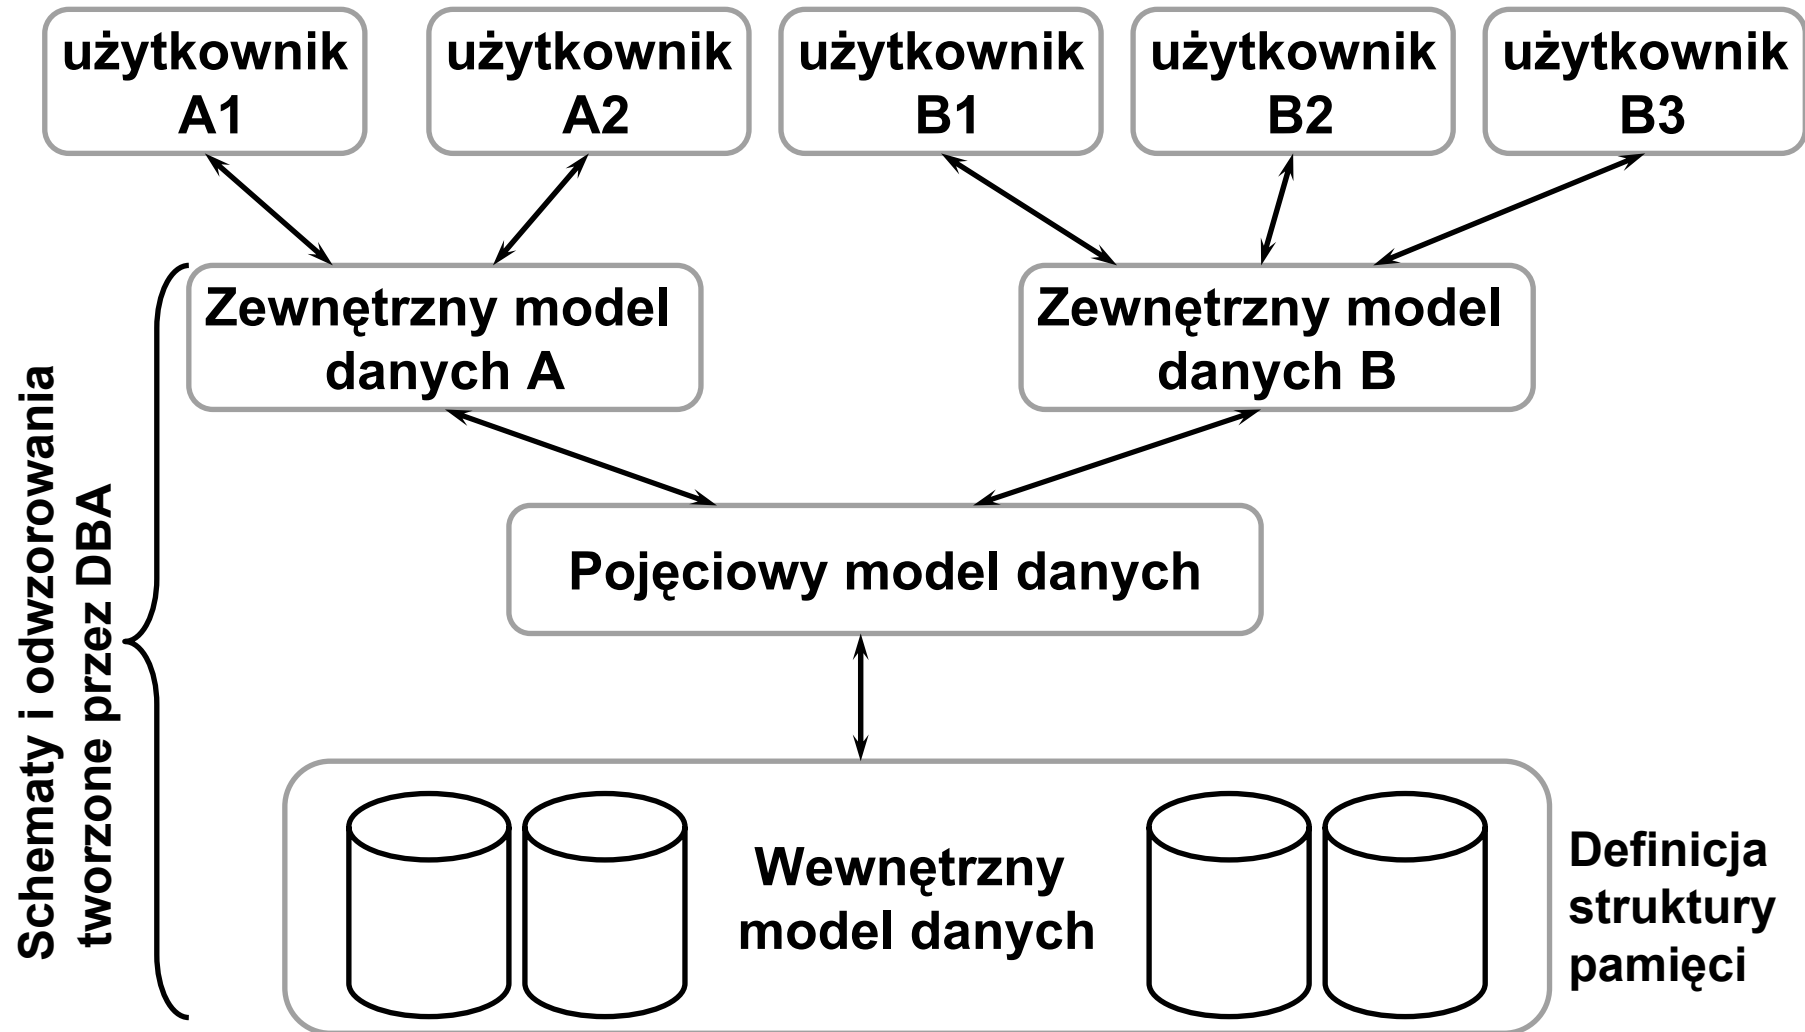 użytkownik
A1
użytkownik
A2
użytkownik
B1
użytkownik
B2
użytkownik
B3
Zewnętrzny model
danych A
Zewnętrzny model
danych B
Schematy i odwzorowania
tworzone przez DBA
Pojęciowy model danych
Wewnętrzny
model danych
Definicja
struktury
pamięci